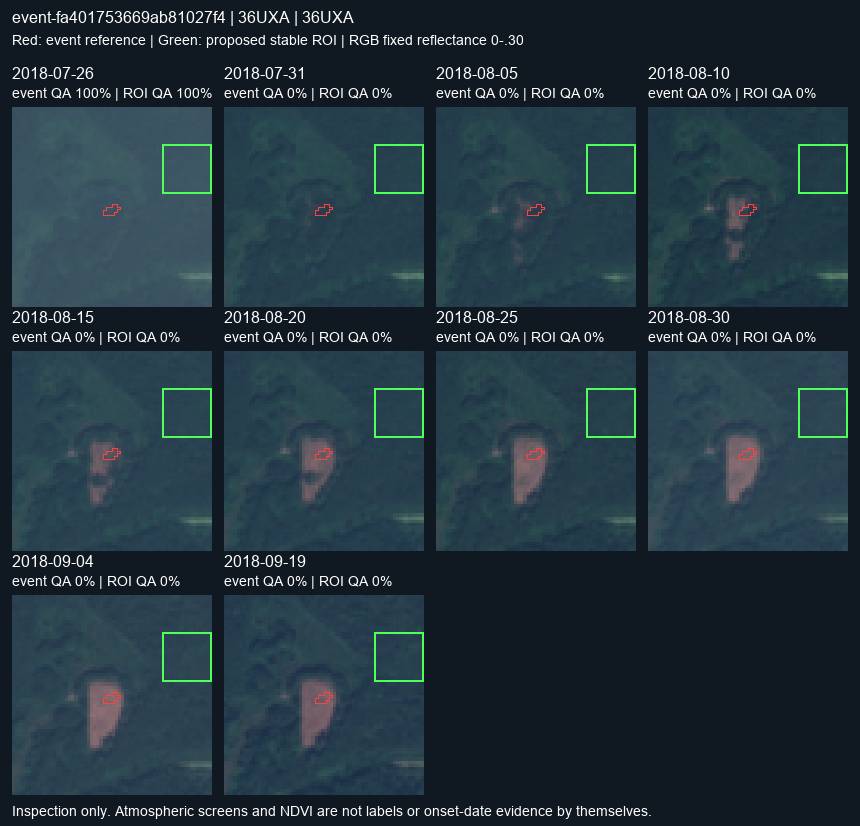 event-fa401753669ab81027f4 | 36UXA | 36UXA
Red: event reference | Green: proposed stable ROI | RGB fixed reflectance 0-.30
2018-07-26
event QA 100% | ROI QA 100%
2018-07-31
event QA 0% | ROI QA 0%
2018-08-05
event QA 0% | ROI QA 0%
2018-08-10
event QA 0% | ROI QA 0%
2018-08-15
event QA 0% | ROI QA 0%
2018-08-20
event QA 0% | ROI QA 0%
2018-08-25
event QA 0% | ROI QA 0%
2018-08-30
event QA 0% | ROI QA 0%
2018-09-04
event QA 0% | ROI QA 0%
2018-09-19
event QA 0% | ROI QA 0%
Inspection only. Atmospheric screens and NDVI are not labels or onset-date evidence by themselves.